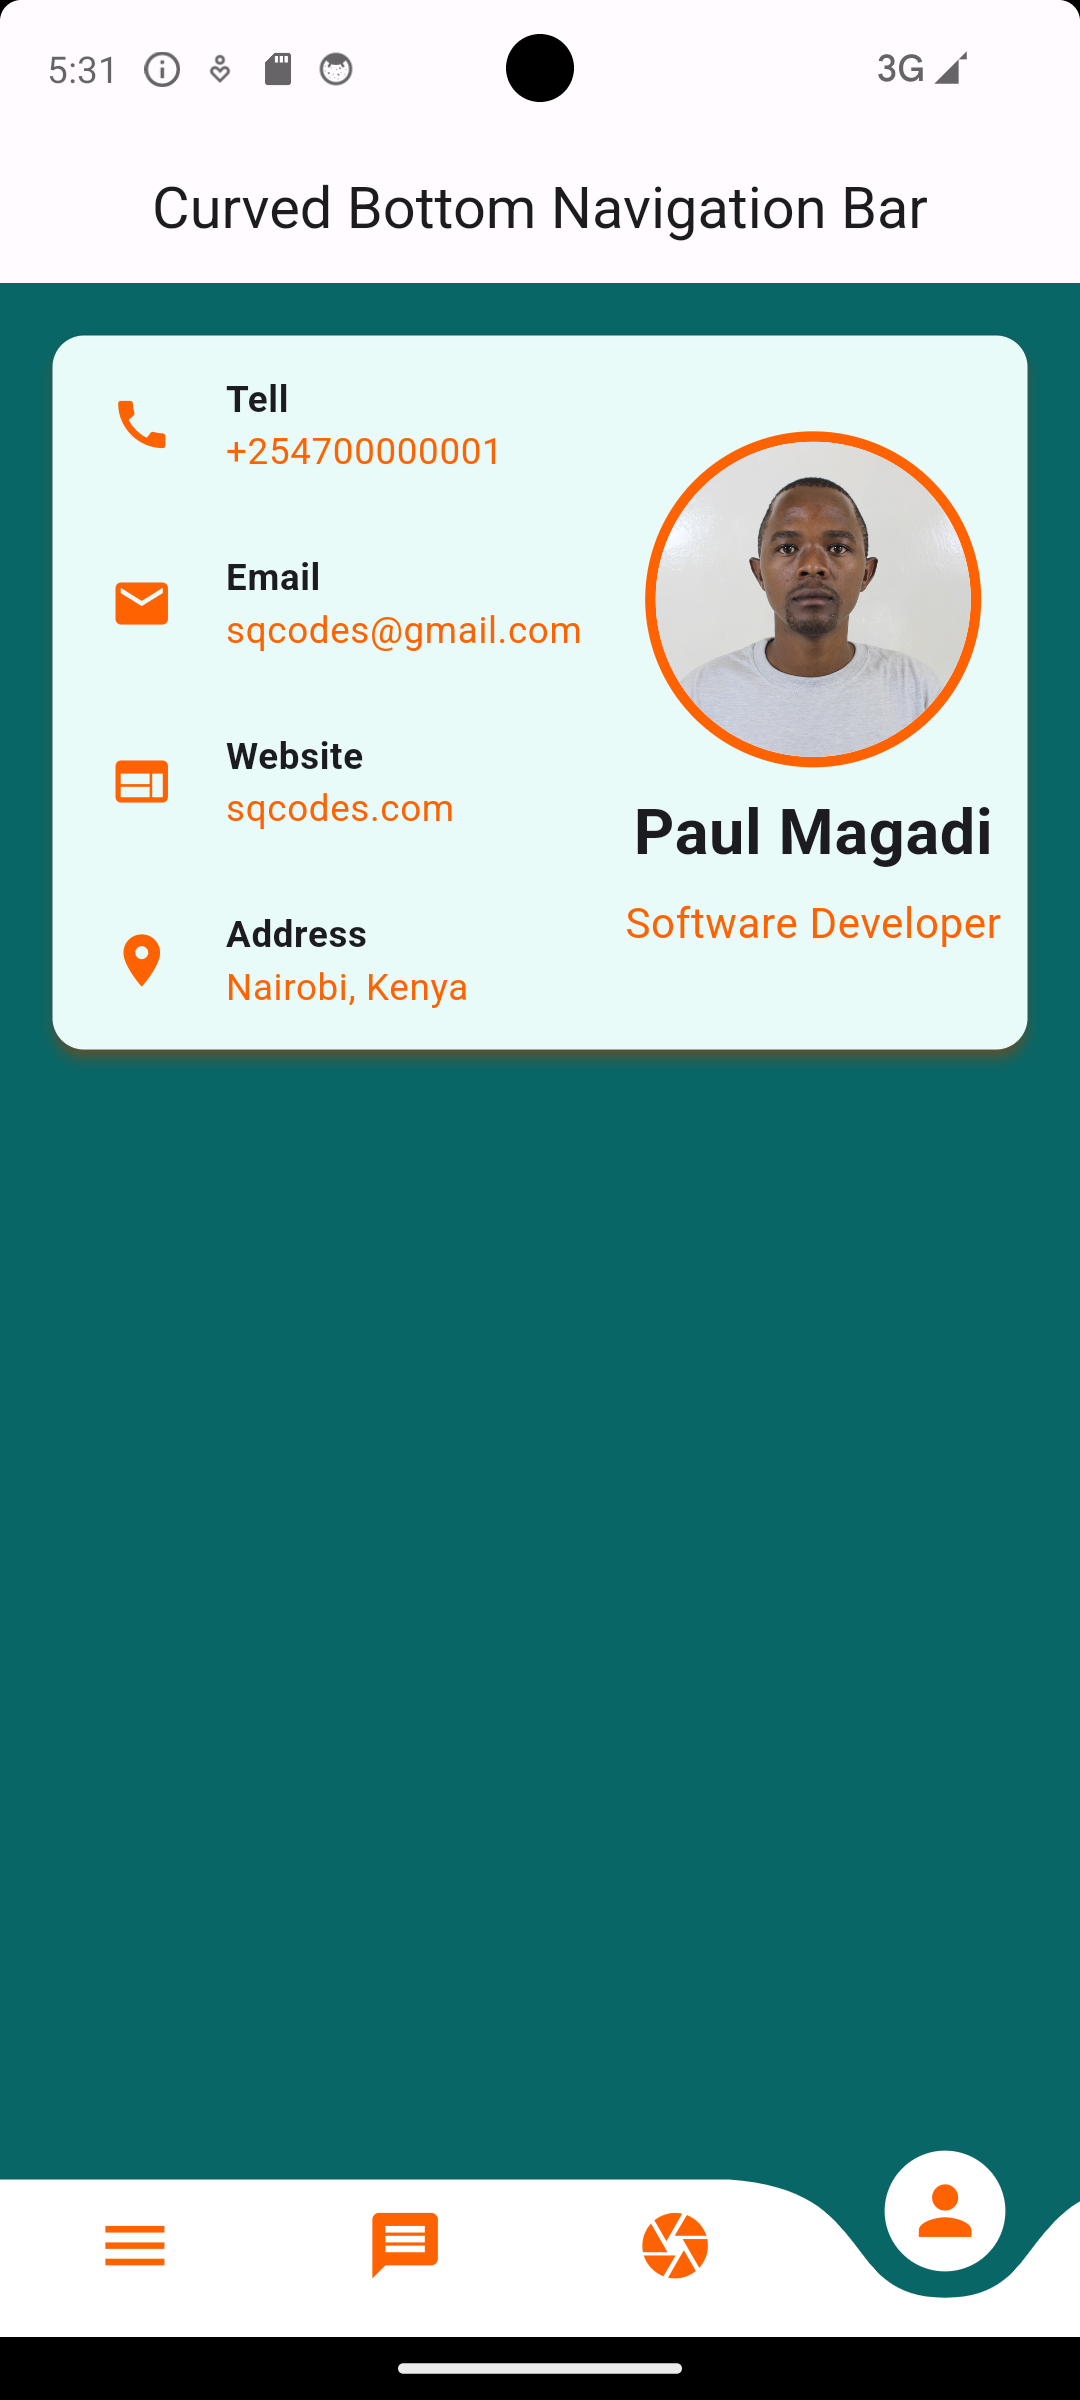 5:31
3G
Curved Bottom Navigation Bar
Tell
+254700000001
Email
sqcodes@gmail.com
Website
sqcodes.com
Address
Nairobi, Kenya
Paul Magadi
Software Developer